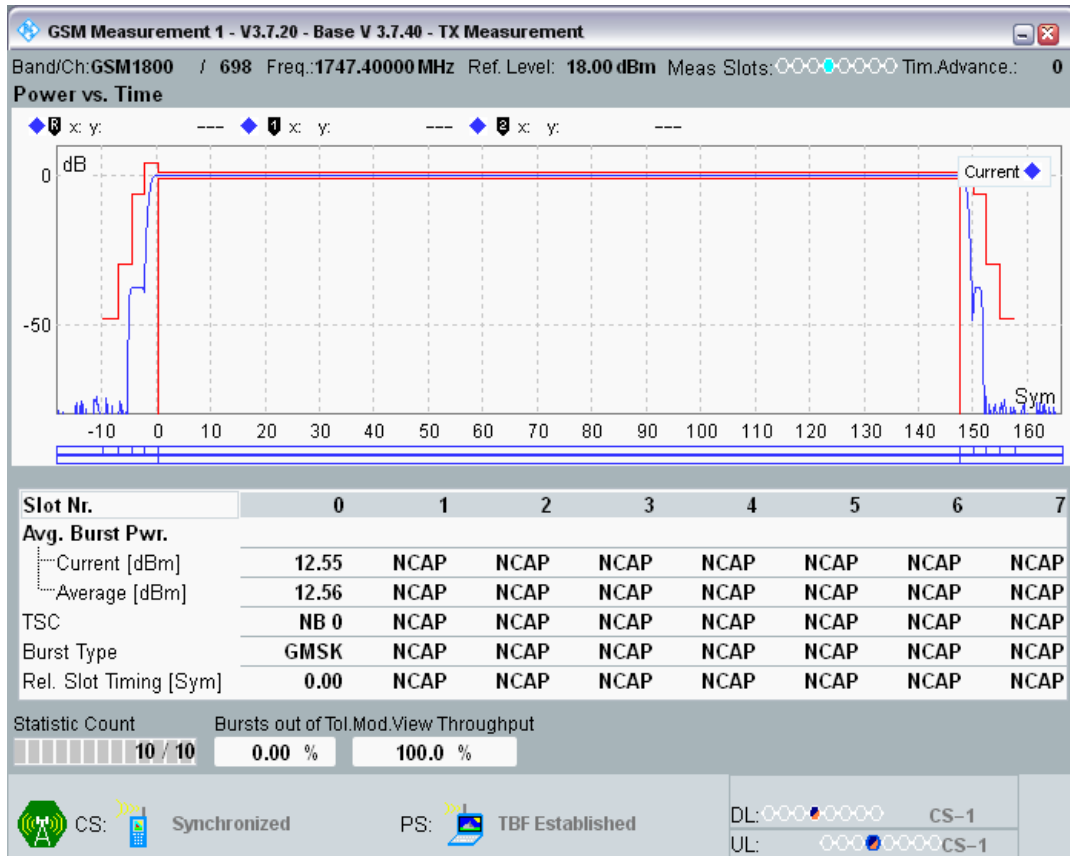 GSM Measurement 1 - V3.7.20 - Base V 3.7.40 - TX Measurement
Band/Ch:GSM1800 / 698 Freq.:1747.40000 MHz Ref. Level: 18.00 dBm Meas Slots: Tim.Advance.: 0
Power vs. Time
R x: y: --- 1 x: y: --- 2 x: y: ---
dB
0
Current
-50
Sym
-10 0 10 20 30 40 50 60 70 80 90 100 110 120 130 140 150 160
Slot Nr. 0 1 2 3 4 5 6 7
Avg. Burst Pwr.
Current [dBm] 12.55 NCAP NCAP NCAP NCAP NCAP NCAP NCAP
Average [dBm] 12.56 NCAP NCAP NCAP NCAP NCAP NCAP NCAP
TSC NB 0 NCAP NCAP NCAP NCAP NCAP NCAP NCAP
Burst Type GMSK NCAP NCAP NCAP NCAP NCAP NCAP NCAP
Rel. Slot Timing [Sym] 0.00 NCAP NCAP NCAP NCAP NCAP NCAP NCAP
Statistic Count Bursts out of Tol.Mod.View Throughput
10 / 10 0.00 % 100.0 %
CS: Synchronized PS: TBF Established
DL: CS-1
UL: CS-1